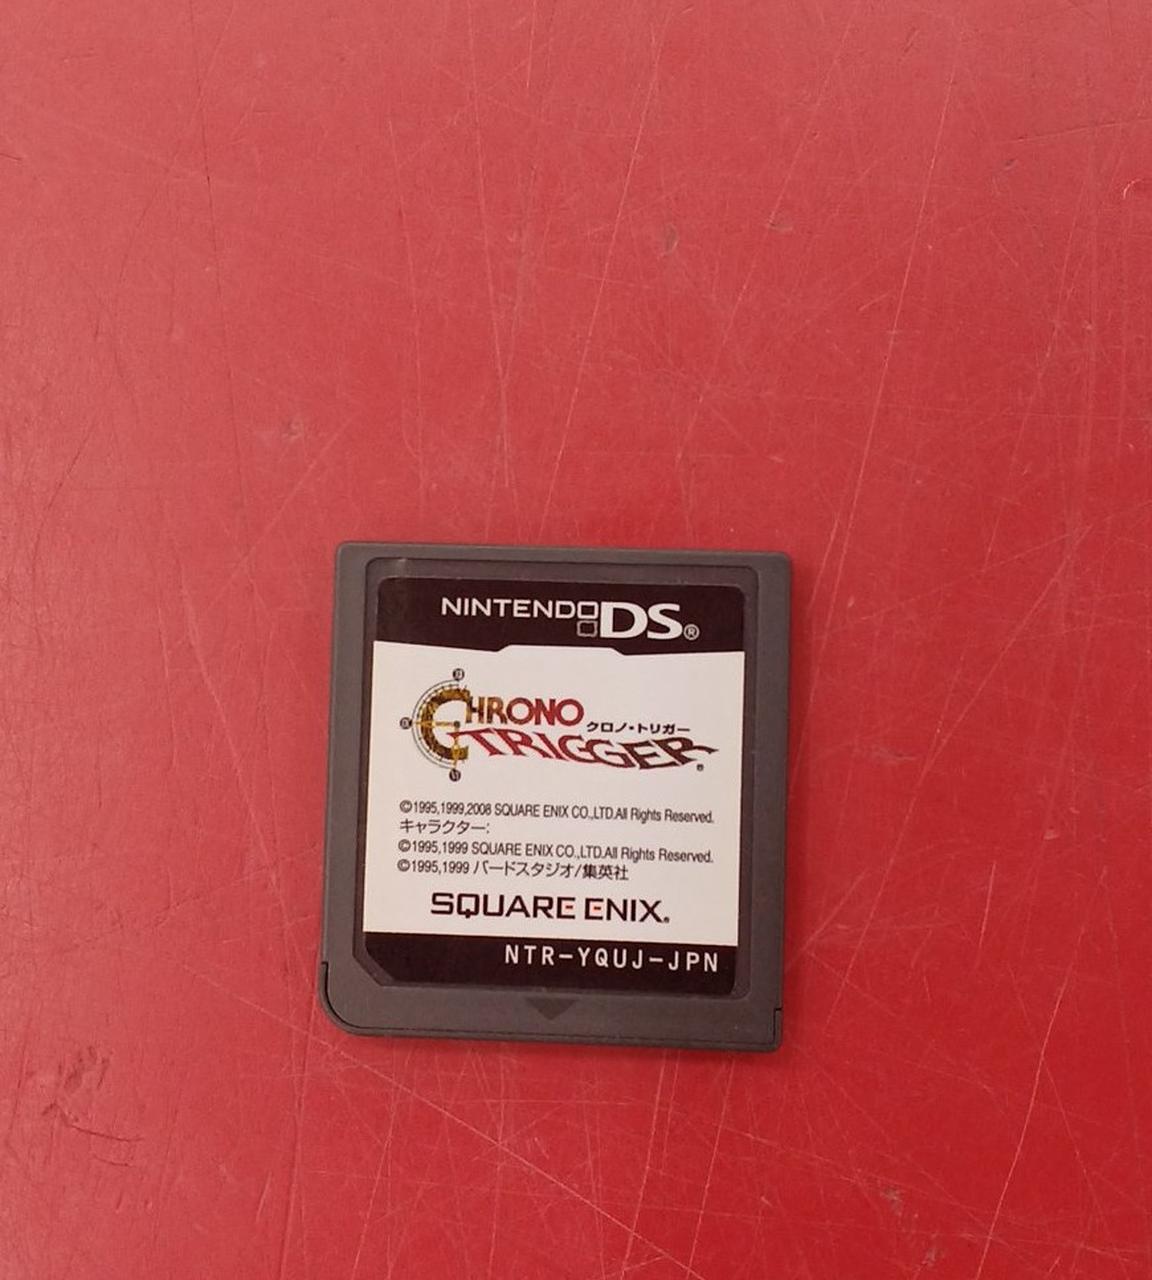 NINTENDO DS®
CHRONO
クロノ・トリガー
TRIGGER®
©1995,1999,2008 SQUARE ENIX CO.,LTD.All Rights Reserved.
キャラクター:
©1995,1999 SQUARE ENIX CO.,LTD.All Rights Reserved.
©1995,1999 バードスタジオ/集英社
SQUARE ENIX®
NTR-YQUJ-JPN